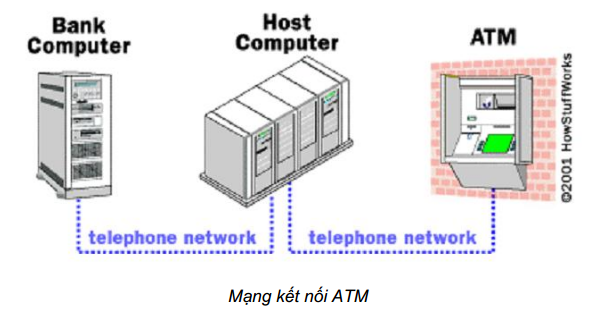 Bank
Computer
Host
Computer
ATM
©2001 HowStuffWorks
telephone network
telephone network
Mạng kết nối ATM